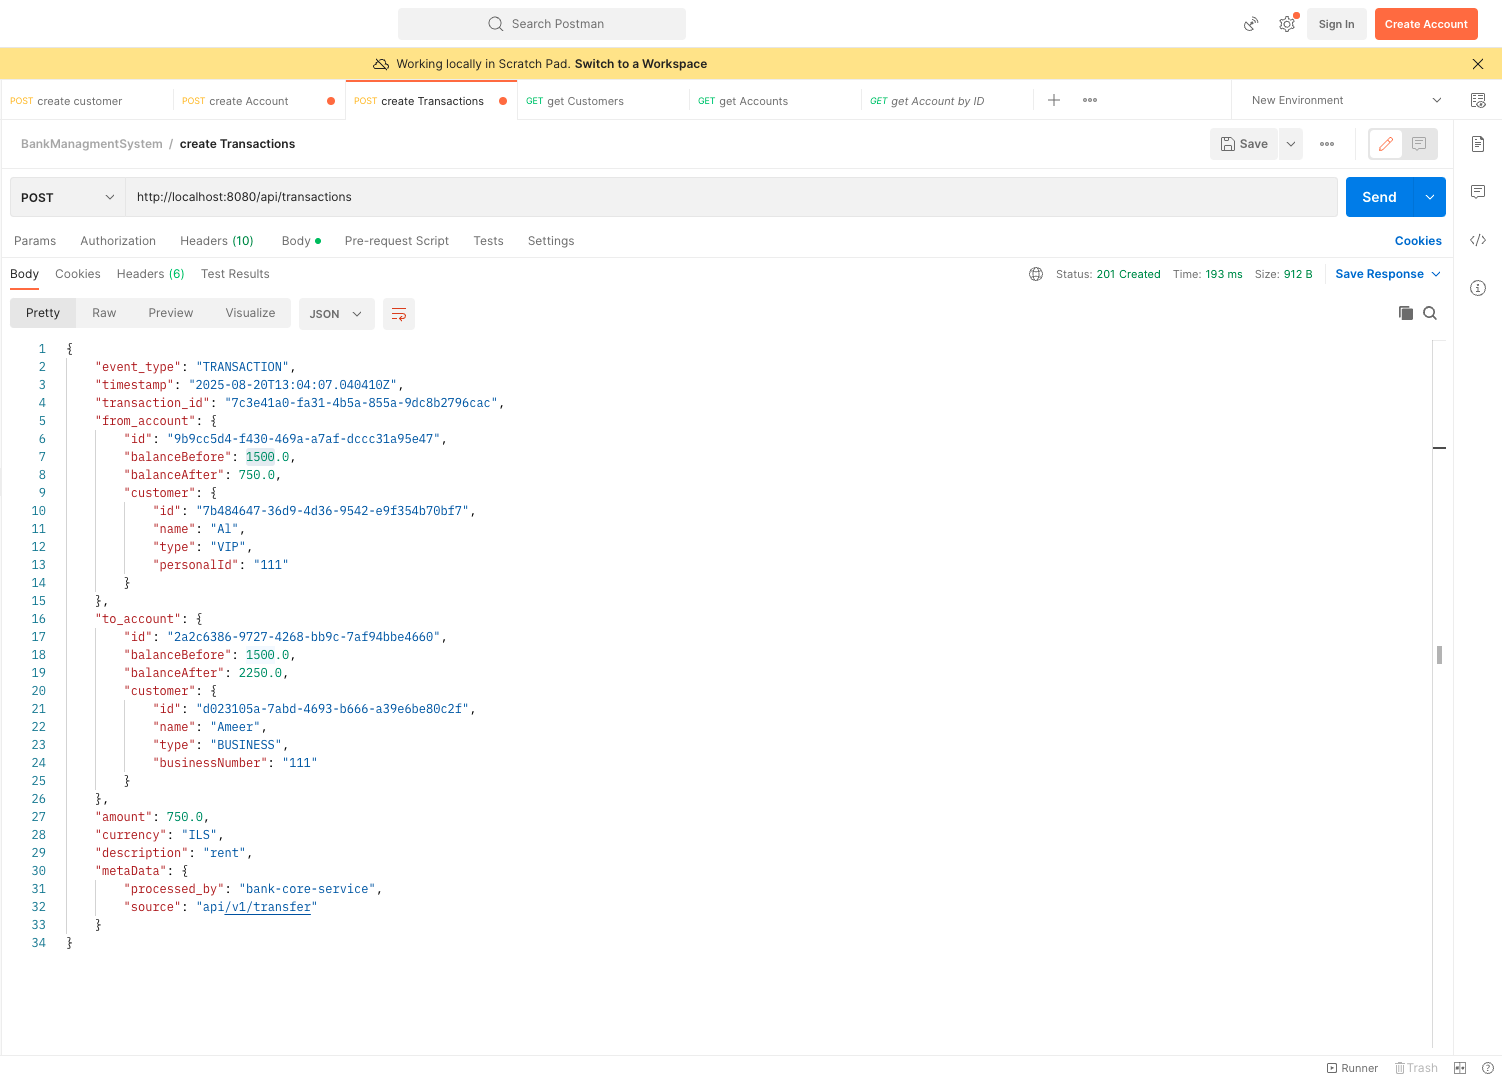 Search Postman
Sign In
Create Account
Working locally in Scratch Pad. Switch to a Workspace
POST create customer
POST create Account
POST create Transactions
GET get Customers
GET get Accounts
GET get Account by ID
New Environment
BankManagmentSystem / create Transactions
Save
POST
http://localhost:8080/api/transactions
Send
Params Authorization Headers (10) Body Pre-request Script Tests Settings
Cookies
Body Cookies Headers (6) Test Results
Status: 201 Created Time: 193 ms Size: 912 B
Save Response
Pretty Raw Preview Visualize JSON
1 {
2 "event_type": "TRANSACTION",
3 "timestamp": "2025-08-20T13:04:07.040410Z",
4 "transaction_id": "7c3e41a0-fa31-4b5a-855a-9dc8b2796cac",
5 "from_account": {
6 "id": "9b9cc5d4-f430-469a-a7af-dccc31a95e47",
7 "balanceBefore": 1500.0,
8 "balanceAfter": 750.0,
9 "customer": {
10 "id": "7b484647-36d9-4d36-9542-e9f354b70bf7",
11 "name": "Al",
12 "type": "VIP",
13 "personalId": "111"
14 }
15 },
16 "to_account": {
17 "id": "2a2c6386-9727-4268-bb9c-7af94bbe4660",
18 "balanceBefore": 1500.0,
19 "balanceAfter": 2250.0,
20 "customer": {
21 "id": "d023105a-7abd-4693-b666-a39e6be80c2f",
22 "name": "Ameer",
23 "type": "BUSINESS",
24 "businessNumber": "111"
25 }
26 },
27 "amount": 750.0,
28 "currency": "ILS",
29 "description": "rent",
30 "metaData": {
31 "processed_by": "bank-core-service",
32 "source": "api/v1/transfer"
33 }
34 }
Runner Trash